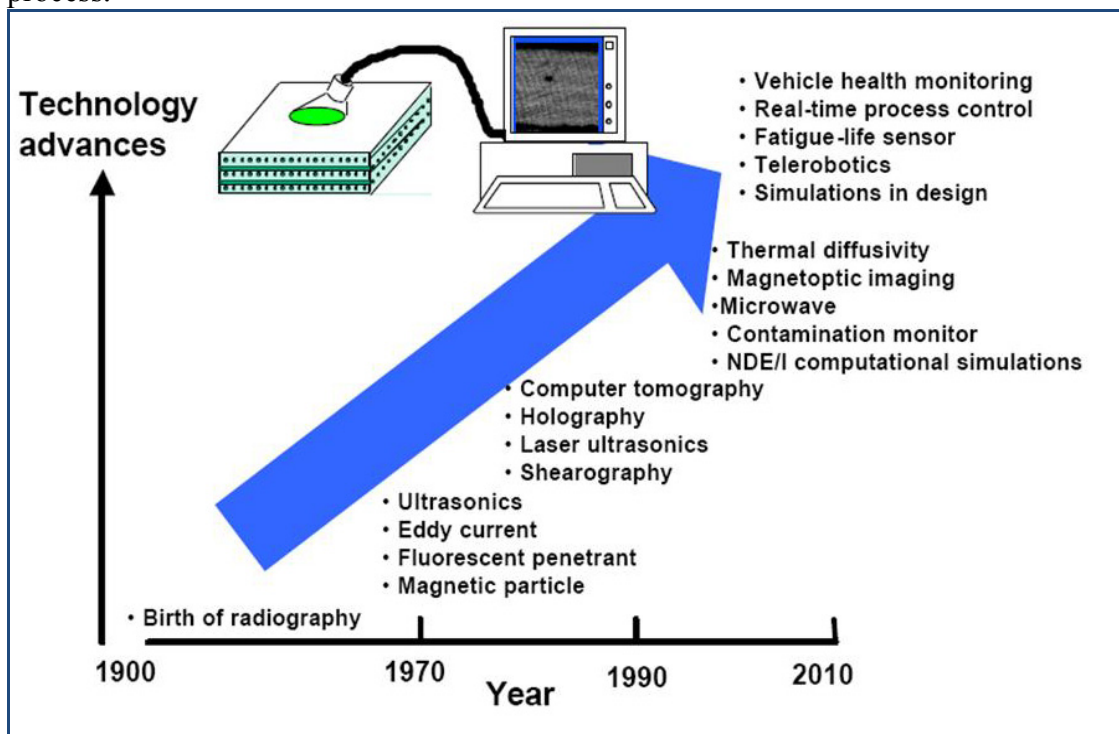 process.
Technology
advances
• Vehicle health monitoring
• Real-time process control
• Fatigue-life sensor
• Telerobotics
• Simulations in design
• Thermal diffusivity
• Magnetoptic imaging
•Microwave
• Contamination monitor
• NDE/I computational simulations
• Computer tomography
• Holography
• Laser ultrasonics
• Shearography
• Ultrasonics
• Eddy current
• Fluorescent penetrant
• Magnetic particle
• Birth of radiography
1900
1970
1990
2010
Year